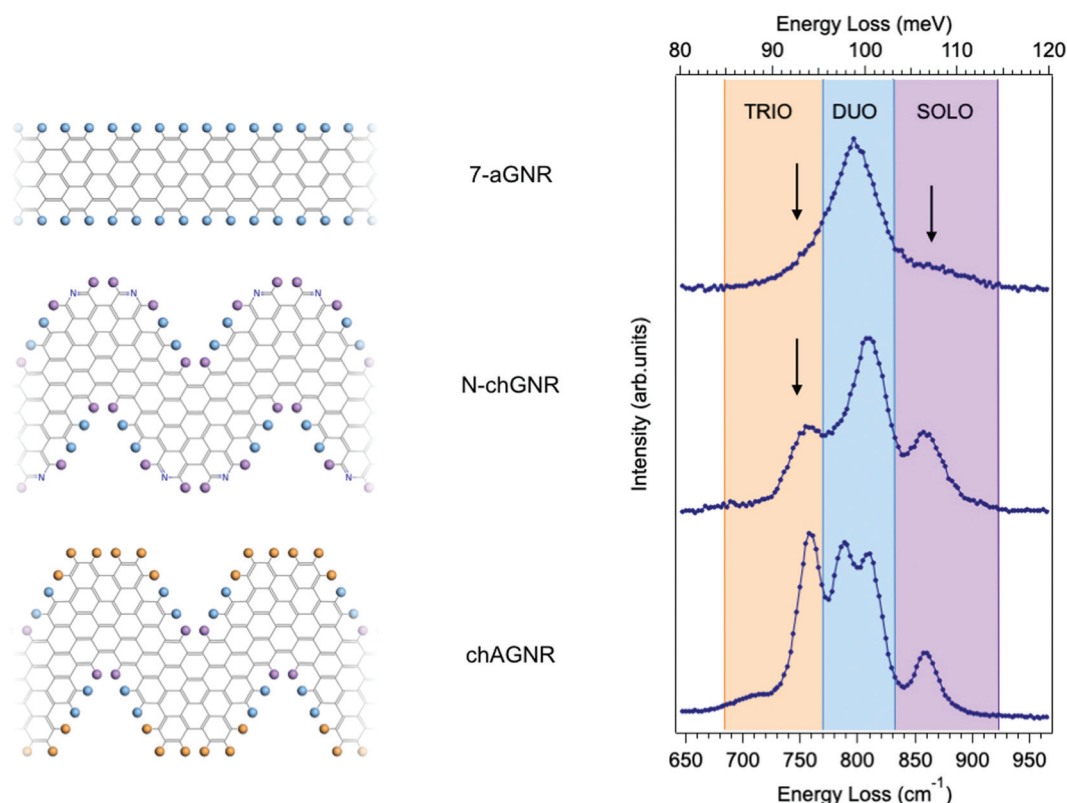 Energy Loss (meV)
80 90 100 110 120
TRIO DUO SOLO
7-aGNR
N N N N
N-chGNR
Intensity (arb.units)
N N N N
chAGNR
650 700 750 800 850 900 950
Energy Loss (cm⁻¹)